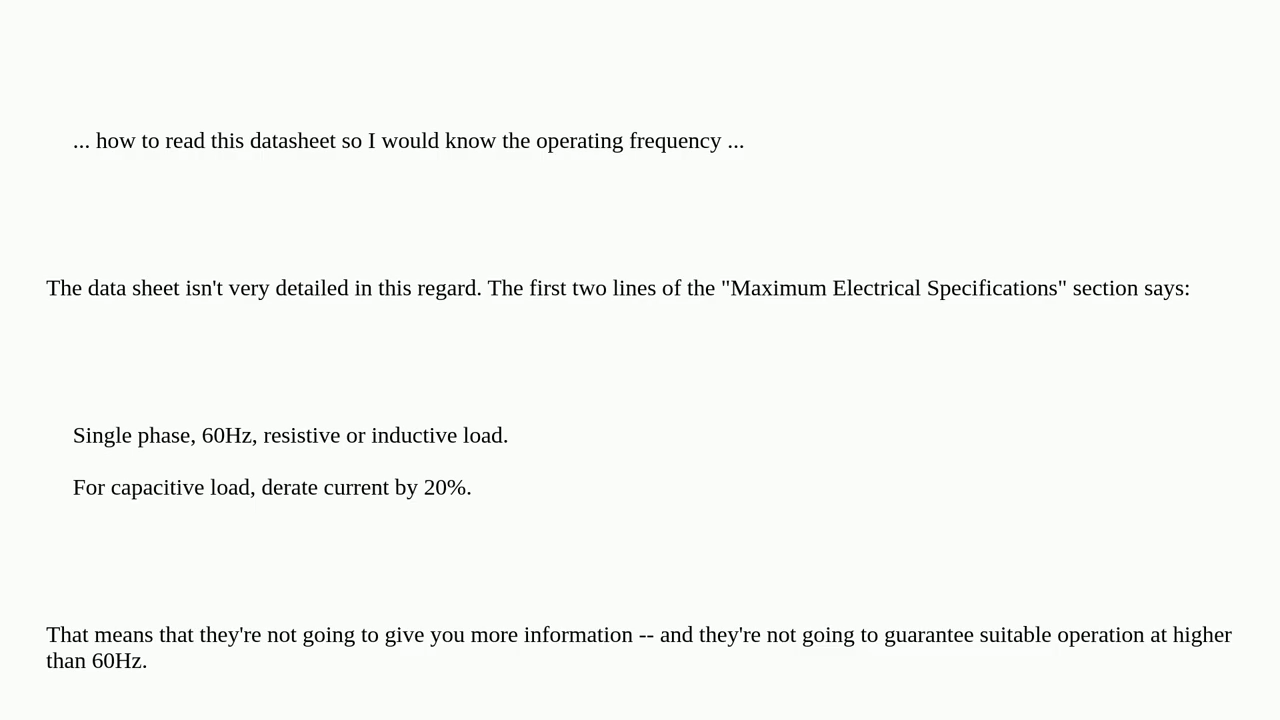 ... how to read this datasheet so I would know the operating frequency ...
The data sheet isn't very detailed in this regard. The first two lines of the "Maximum Electrical Specifications" section says:
Single phase, 60Hz, resistive or inductive load.
For capacitive load, derate current by 20%.
That means that they're not going to give you more information -- and they're not going to guarantee suitable operation at higher
than 60Hz.